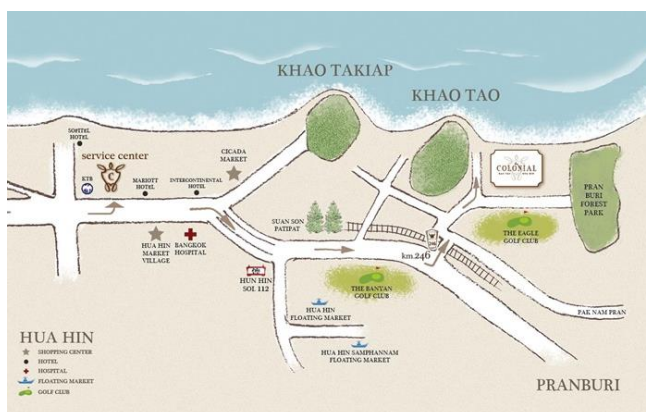 KHAO TAKIAP
KHAO TAO
SOFITEL
HOTEL
service center
C
KTB
MARIOTT
HOTEL
INTERCONTINENTAL
HOTEL
CICADA
MARKET
COLONIAL
PRAN
BURI
FOREST
PARK
SUAN SON
PATIPAT
THE EAGLE
GOLF CLUB
HUA HIN
MARKET
VILLAGE
BANGKOK
HOSPITAL
km.246
HUN HIN
SOI. 112
THE BANYAN
GOLF CLUB
HUA HIN
FLOATING MARKET
PAK NAM PRAN
HUA HIN SAMPHANNAM
FLOATING MARKET
HUA HIN
SHOPPING CENTER
HOTEL
HOSPITAL
FLOATING MARKET
GOLF CLUB
PRANBURI